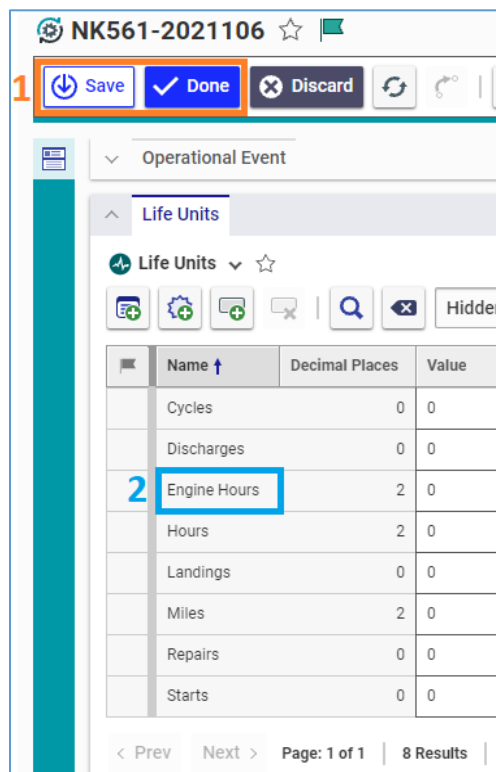 NK561-2021106
1 Save Done Discard
Operational Event
Life Units
Life Units
Name Decimal Places Value
Cycles 0 0
Discharges 0 0
2 Engine Hours 2 0
Hours 2 0
Landings 0 0
Miles 2 0
Repairs 0 0
Starts 0 0
< Prev Next > Page: 1 of 1 8 Results